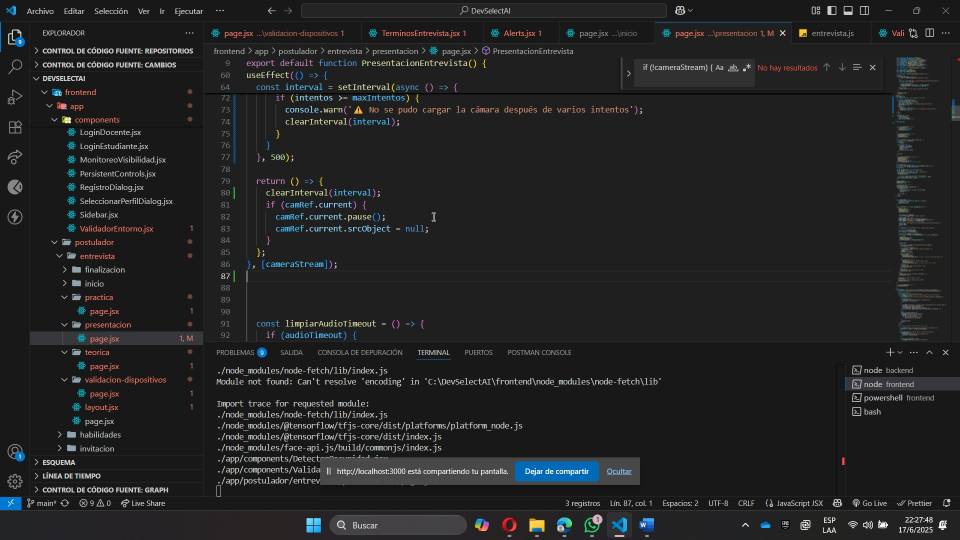 Archivo Editar Selección Ver Ir Ejecutar ...
DevSelectAI
EXPLORADOR
CONTROL DE CÓDIGO FUENTE: REPOSITORIOS
CONTROL DE CÓDIGO FUENTE: CAMBIOS
DEVSELECTAI
frontend
app
components
LoginDocente.jsx
LoginEstudiante.jsx
MonitoreoVisibilidad.jsx
PersistentControls.jsx
RegistroDialog.jsx
SeleccionarPerfilDialog.jsx
Sidebar.jsx
ValidadorEntorno.jsx 1
postulador
entrevista
finalizacion
inicio
practica
page.jsx 1
presentacion
page.jsx 1, M
teorica
page.jsx 1
validacion-dispositivos
page.jsx 1
layout.jsx 1
page.jsx
habilidades
invitacion
ESQUEMA
LÍNEA DE TIEMPO
CONTROL DE CÓDIGO FUENTE: GRAPH
page.jsx ...\validacion-dispositivos 1
TerminosEntrevista.jsx 1
Alerts.jsx 1
page.jsx ...\inicio
page.jsx ...\presentacion 1, M
entrevista.js
Vali
frontend > app > postulador > entrevista > presentacion > page.jsx > PresentacionEntrevista
if (!cameraStream) { Aa ab .* No hay resultados
9 export default function PresentacionEntrevista() {
60 useEffect(() => {
64 const interval = setInterval(async () => {
72 if (intentos >= maxIntentos) {
73 console.warn('⚠️ No se pudo cargar la cámara después de varios intentos');
74 clearInterval(interval);
75 }
76 }
77 }, 500);
78
79 return () => {
80 clearInterval(interval);
81 if (camRef.current) {
82 camRef.current.pause();
83 camRef.current.srcObject = null;
84 }
85 };
86 }, [cameraStream]);
87
88
89
90
91 const limpiarAudioTimeout = () => {
92 if (audioTimeout) {
PROBLEMAS 9 SALIDA CONSOLA DE DEPURACIÓN TERMINAL PUERTOS POSTMAN CONSOLE
./node_modules/node-fetch/lib/index.js
Module not found: Can't resolve 'encoding' in 'C:\DevSelectAI\frontend\node_modules\node-fetch\lib'
Import trace for requested module:
./node_modules/node-fetch/lib/index.js
./node_modules/@tensorflow/tfjs-core/dist/platforms/platform_node.js
./node_modules/@tensorflow/tfjs-core/dist/index.js
./node_modules/face-api.js/build/commonjs/index.js
./app/components/
./app/components/Valida
./app/postulador/entrev
node backend
node frontend
powershell frontend
bash
http://localhost:3000 está compartiendo tu pantalla. Dejar de compartir Ocultar
main* 9 0 Live Share
3 registros Lín. 87, col. 1 Espacios: 2 UTF-8 CRLF {} JavaScript JSX Go Live Prettier
Buscar
ESP
LAA
22:27:48
17/6/2025